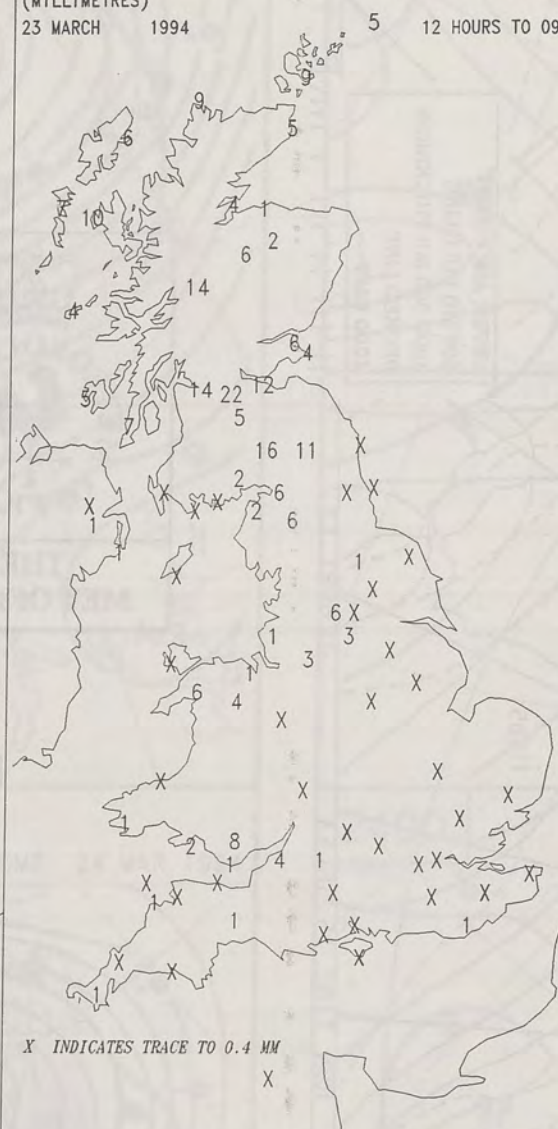 (MILLIMETRES)
23 MARCH 1994 5 12 HOURS TO 09
9
9
6 5
10 4 1
2
6
14
4
6
4
14 22 12
5
5
7
16 11 X
2 6 X X
X X X X 2
1 6
1
1 X
X X
6 X
1 3
3 X
X 1
6 4 X
X
X
X X
X X
1 X
2 8 X
1 4 1 X X
X
X X X X X X
1
1 X 1
X
X X
X
1
X INDICATES TRACE TO 0.4 MM
X